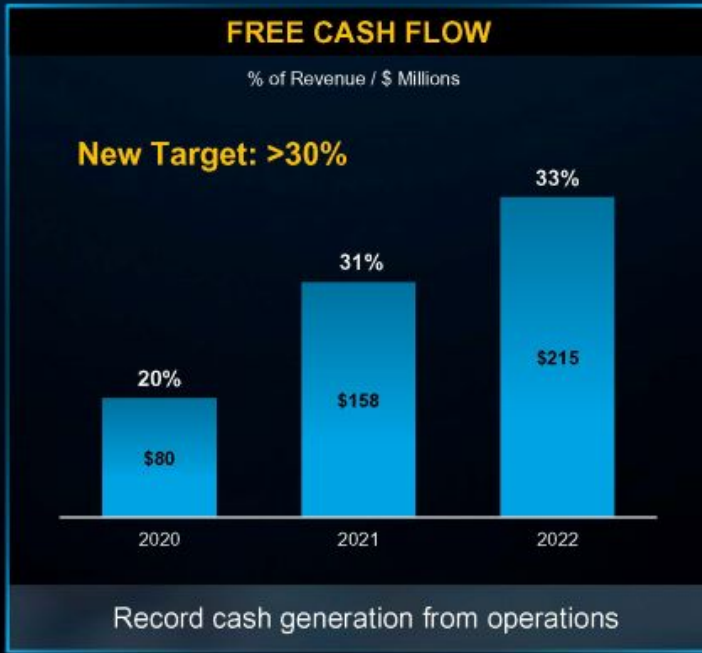 FREE CASH FLOW
% of Revenue / $ Millions
New Target: >30%
33%
31%
$215
20%
$158
$80
2020 2021 2022
Record cash generation from operations